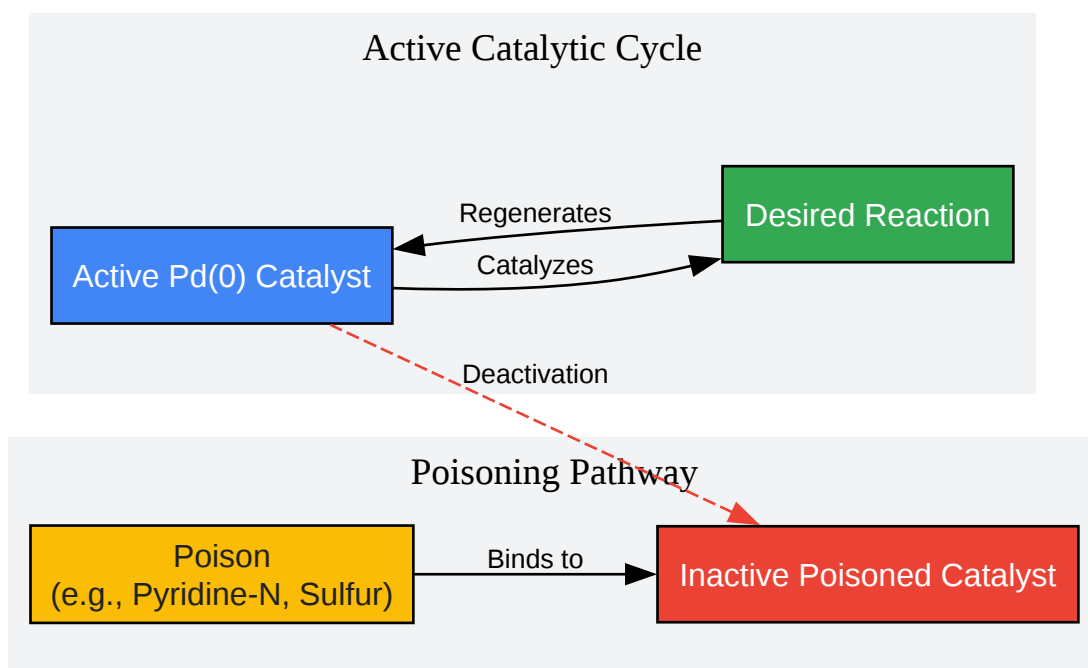 Active Catalytic Cycle
Regenerates
Desired Reaction
Active Pd(0) Catalyst
Catalyzes
Deactivation
Poisoning Pathway
Poison
(e.g., Pyridine-N, Sulfur)
Binds to
Inactive Poisoned Catalyst